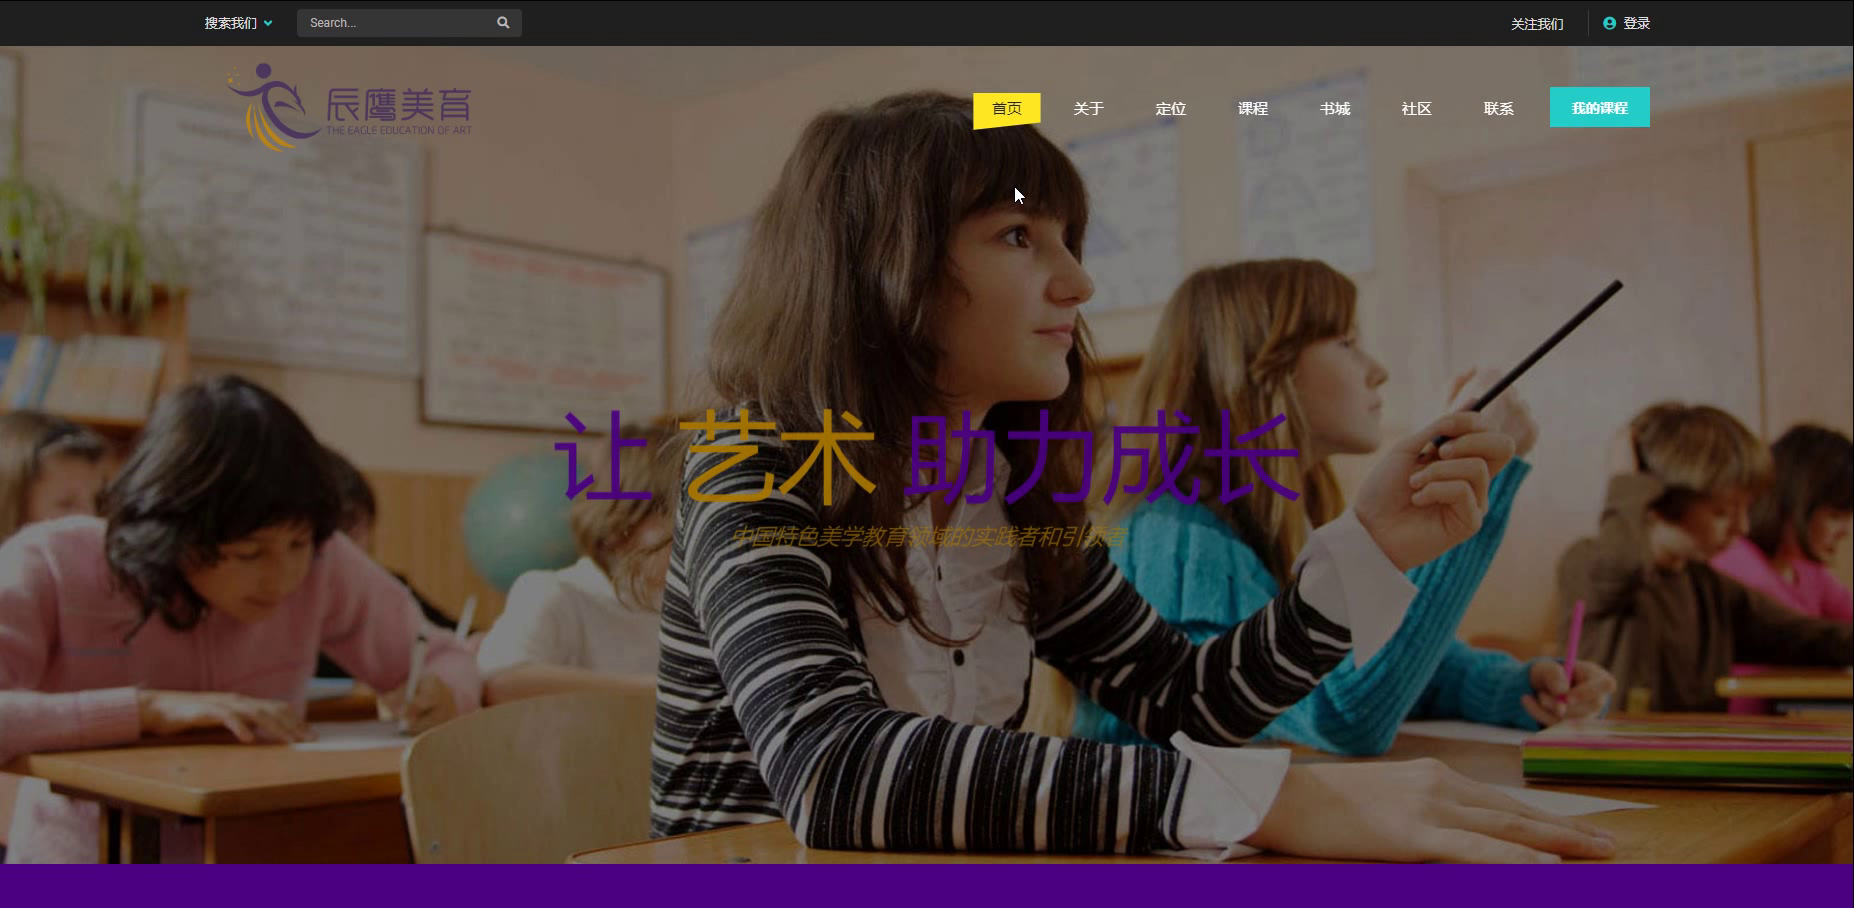 搜索我们
Search...
关注我们
登录
辰鹰美育
THE EAGLE EDUCATION OF ART
首页
关于
定位
课程
书城
社区
联系
我的课程
让 艺术 助力成长
中国特色美学教育领域的实践者和引领者